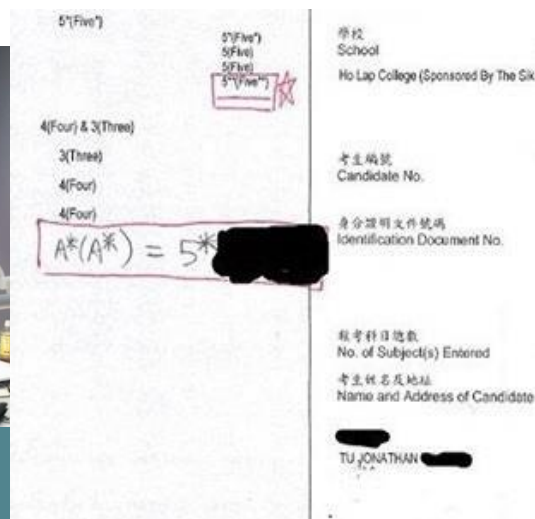 5*(Five*)
5*(Five*)
5(Five)
5(Five)
5**(Five**)
4(Four) & 3(Three)
3(Three)
4(Four)
4(Four)
A*(A*) = 5*
學校
School
Ho Lap College (Sponsored By The Sik
考生編號
Candidate No.
身分證明文件號碼
Identification Document No.
報考科目總數
No. of Subject(s) Entered
考生姓名及地址
Name and Address of Candidate
TU JONATHAN